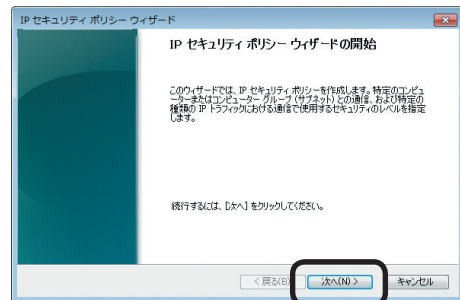 IP セキュリティ ポリシー ウィザード
IP セキュリティ ポリシー ウィザードの開始
このウィザードでは、IP セキュリティ ポリシーを作成します。特定のコンピュ
ーターまたはコンピューター グループ (サブネット) との通信、および特定の
種類の IP トラフィックにおける通信で使用するセキュリティのレベルを指定
します。
続行するには、[次へ] をクリックしてください。
< 戻る(B) 次へ(N) > キャンセル